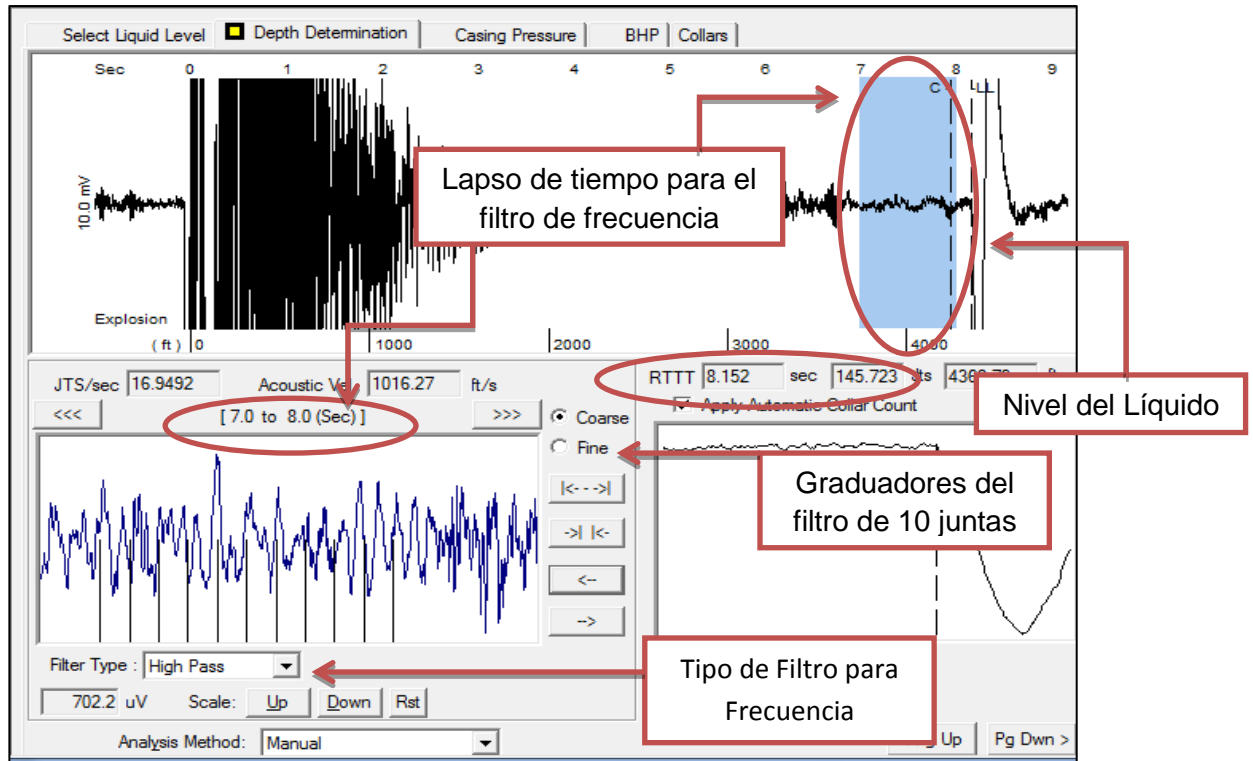 Select Liquid Level Depth Determination Casing Pressure BHP Collars
Sec 0 1 2 3 4 5 6 7 8 9
C LL
10.0 mV
Lapso de tiempo para el
filtro de frecuencia
Explosion
(ft) 0 1000 2000 3000 4000
JTS/sec 16.9492 Acoustic 1016.27 ft/s
RTTT 8.152 sec 145.723
Apply Automatic Collar Count
Nivel del Líquido
<<< [ 7.0 to 8.0 (Sec) ] >>>
Coarse
Fine
|<--->|
->| |<-
<--
-->
Graduadores del
filtro de 10 juntas
Filter Type : High Pass
Tipo de Filtro para
Frecuencia
702.2 uV Scale: Up Down Rst
Analysis Method: Manual
Up Pg Dwn >